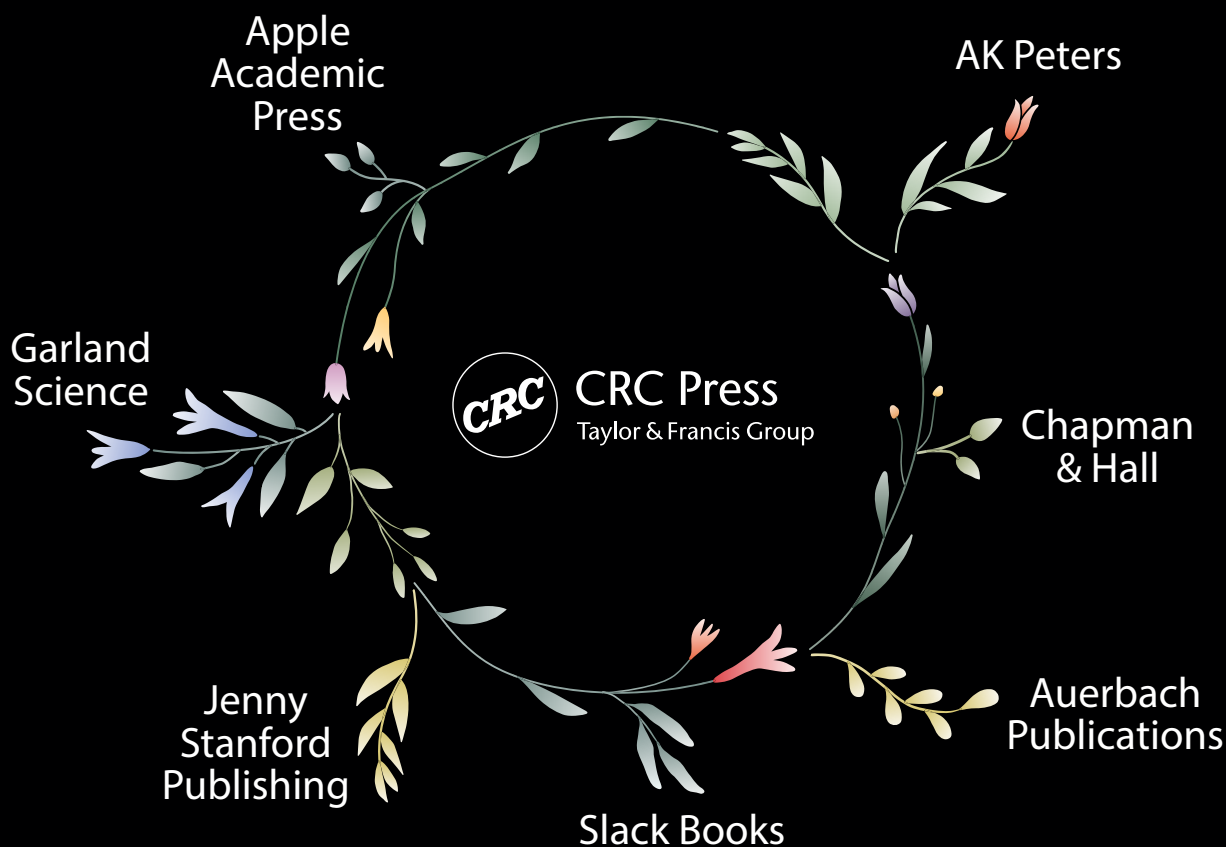 Apple
Academic
Press
AK Peters
Garland
Science
CRC
CRC Press
Taylor & Francis Group
Chapman
& Hall
Jenny
Stanford
Publishing
Auerbach
Publications
Slack Books